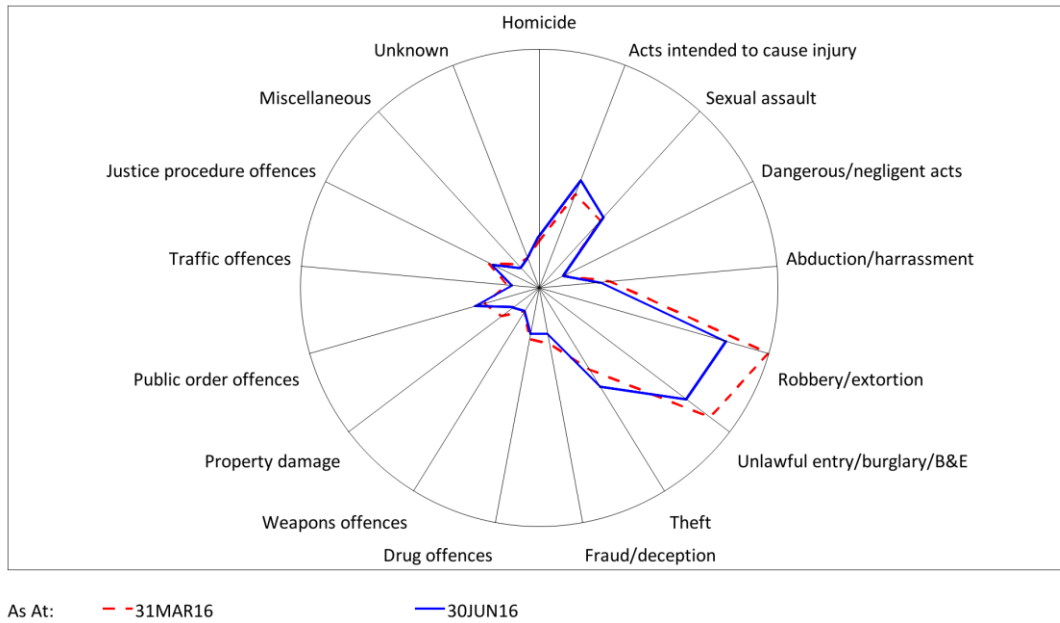 Homicide
Unknown
Acts intended to cause injury
Miscellaneous
Sexual assault
Justice procedure offences
Dangerous/negligent acts
Traffic offences
Abduction/harrassment
Public order offences
Robbery/extortion
Property damage
Unlawful entry/burglary/B&E
Weapons offences
Theft
Drug offences
Fraud/deception
As At: 31MAR16 30JUN16